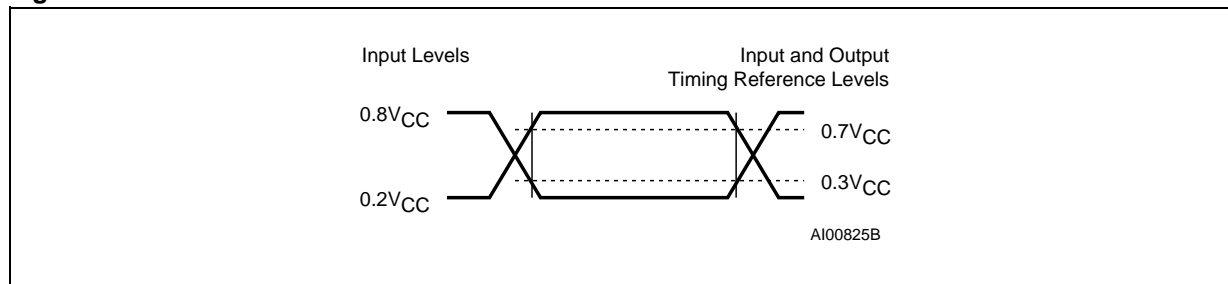 Input Levels
Input and Output
Timing Reference Levels
0.8VCC
0.7VCC
0.3VCC
0.2VCC
AI00825B